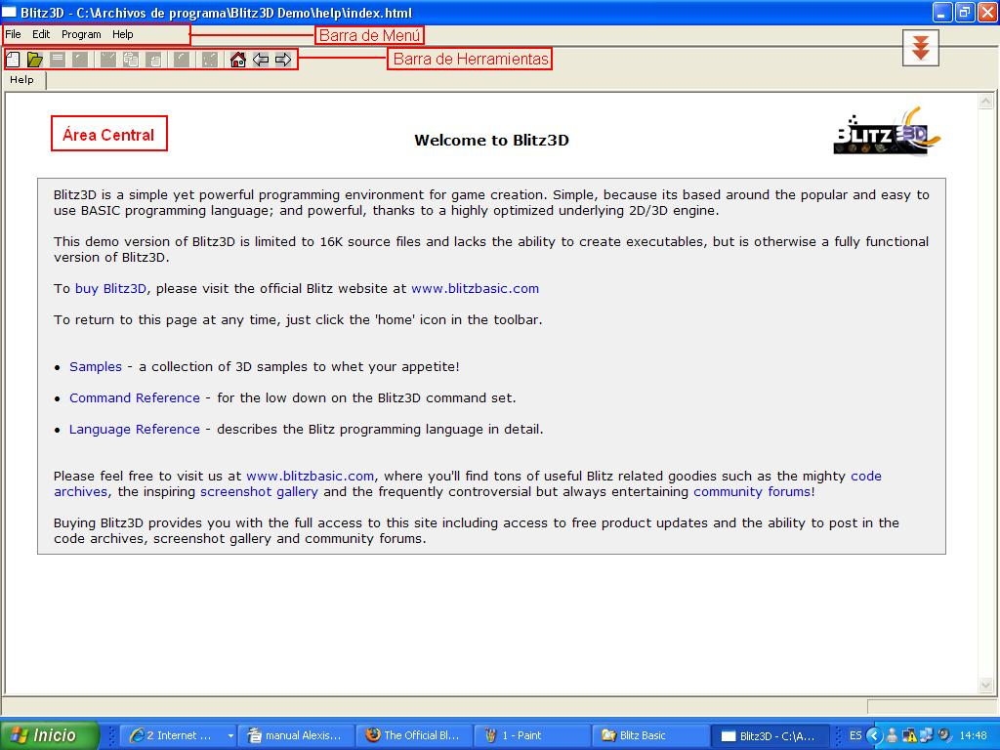 Blitz3D - C:\Archivos de programa\Blitz3D Demo\help\index.html
File Edit Program Help
Barra de Menú
Barra de Herramientas
Help
Área Central
Welcome to Blitz3D
BLITZ 3D
Blitz3D is a simple yet powerful programming environment for game creation. Simple, because its based around the popular and easy to
use BASIC programming language; and powerful, thanks to a highly optimized underlying 2D/3D engine.
This demo version of Blitz3D is limited to 16K source files and lacks the ability to create executables, but is otherwise a fully functional
version of Blitz3D.
To buy Blitz3D, please visit the official Blitz website at www.blitzbasic.com
To return to this page at any time, just click the 'home' icon in the toolbar.
• Samples - a collection of 3D samples to whet your appetite!
• Command Reference - for the low down on the Blitz3D command set.
• Language Reference - describes the Blitz programming language in detail.
Please feel free to visit us at www.blitzbasic.com, where you'll find tons of useful Blitz related goodies such as the mighty code
archives, the inspiring screenshot gallery and the frequently controversial but always entertaining community forums!
Buying Blitz3D provides you with the full access to this site including access to free product updates and the ability to post in the
code archives, screenshot gallery and community forums.
Inicio 2 Internet ... manual Alexis... The Official Bl... 1 - Paint Blitz Basic Blitz3D - C:\A... ES 14:48